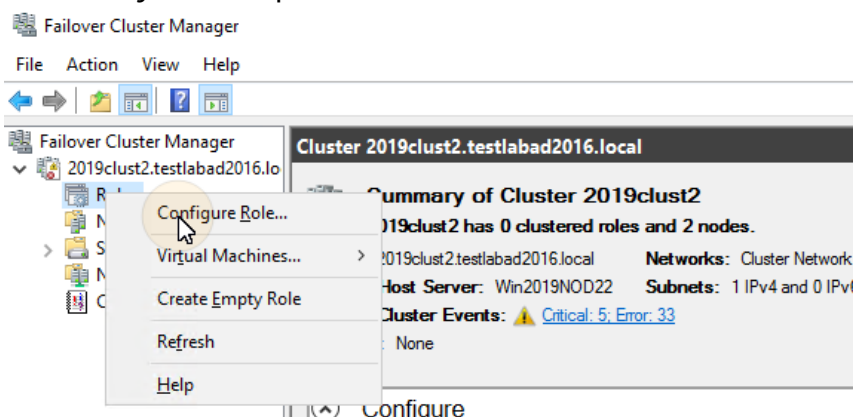 Failover Cluster Manager
File Action View Help
Failover Cluster Manager
2019clust2.testlabad2016.lo
R
N
S
N
C
Configure Role...
Virtual Machines...
Create Empty Role
Refresh
Help
Cluster 2019clust2.testlabad2016.local
Summary of Cluster 2019clust2
019clust2 has 0 clustered roles and 2 nodes.
2019clust2.testlabad2016.local Networks: Cluster Network
Host Server: Win2019NOD22 Subnets: 1 IPv4 and 0 IPv6
Cluster Events: Critical: 5; Error: 33
: None
Configure